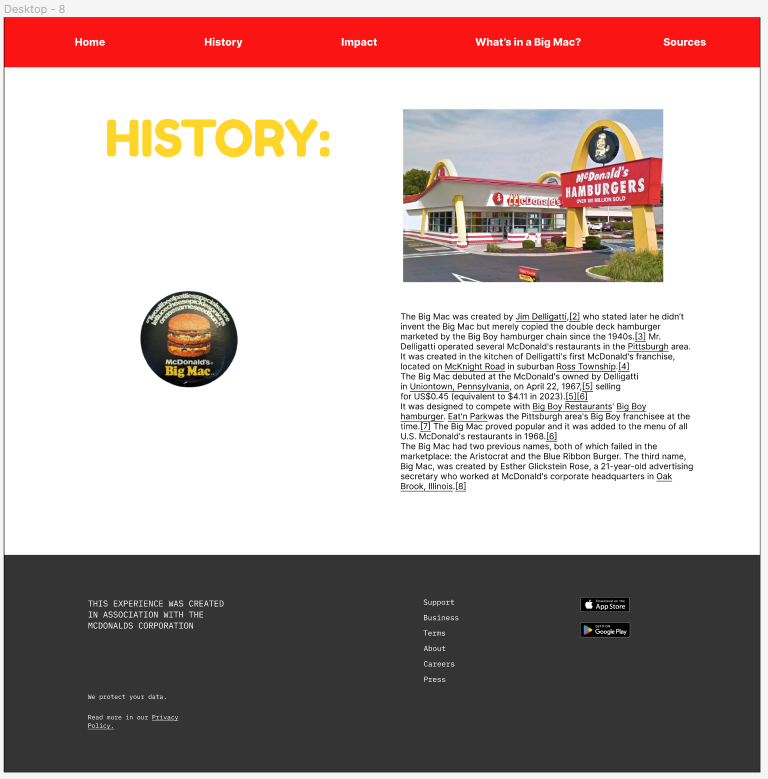 Desktop - 8
Home
History
Impact
What's in a Big Mac?
Sources
HISTORY:
McDonald's
McDonald's
HAMBURGERS
OVER 100 MILLION SOLD
Twoallbeefpattiesspecialsauce
lettucecheesepicklesonions
onasesameseedbun
McDonald's
Big Mac
The Big Mac was created by Jim Delligatti,[2] who stated later he didn't
invent the Big Mac but merely copied the double deck hamburger
marketed by the Big Boy hamburger chain since the 1940s.[3] Mr.
Delligatti operated several McDonald's restaurants in the Pittsburgh area.
It was created in the kitchen of Delligatti's first McDonald's franchise,
located on McKnight Road in suburban Ross Township.[4]
The Big Mac debuted at the McDonald's owned by Delligatti
in Uniontown, Pennsylvania, on April 22, 1967,[5] selling
for US$0.45 (equivalent to $4.11 in 2023).[5][6]
It was designed to compete with Big Boy Restaurants' Big Boy
hamburger. Eat'n Parkwas the Pittsburgh area's Big Boy franchisee at the
time.[7] The Big Mac proved popular and it was added to the menu of all
U.S. McDonald's restaurants in 1968.[6]
The Big Mac had two previous names, both of which failed in the
marketplace: the Aristocrat and the Blue Ribbon Burger. The third name,
Big Mac, was created by Esther Glickstein Rose, a 21-year-old advertising
secretary who worked at McDonald's corporate headquarters in Oak
Brook, Illinois.[8]
THIS EXPERIENCE WAS CREATED
IN ASSOCIATION WITH THE
MCDONALDS CORPORATION
We protect your data.
Read more in our Privacy
Policy.
Support
Business
Terms
About
Careers
Press
Download on the
App Store
GET IT ON
Google Play